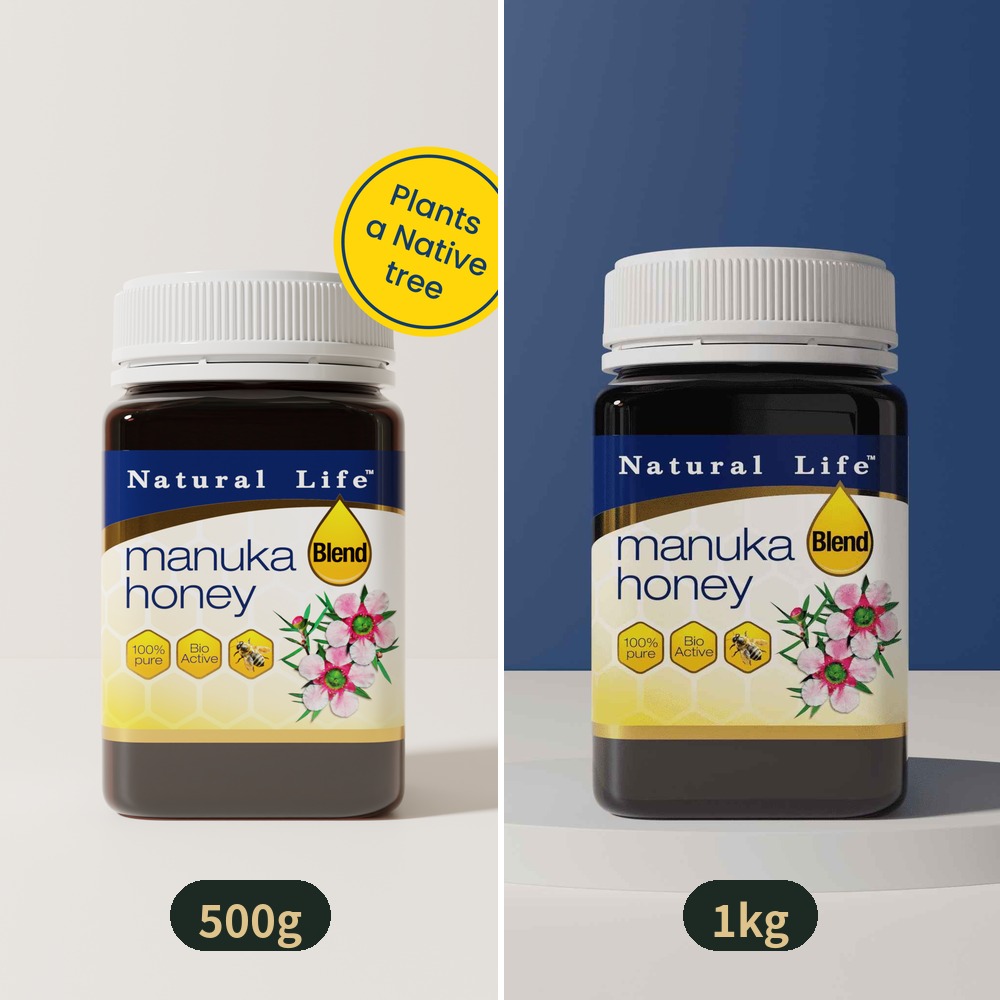 Plants
a Native
tree
Natural Life™
manuka
honey
Blend
100%
pure
Bio
Active
500g
Natural Life™
manuka
honey
Blend
100%
pure
Bio
Active
1kg